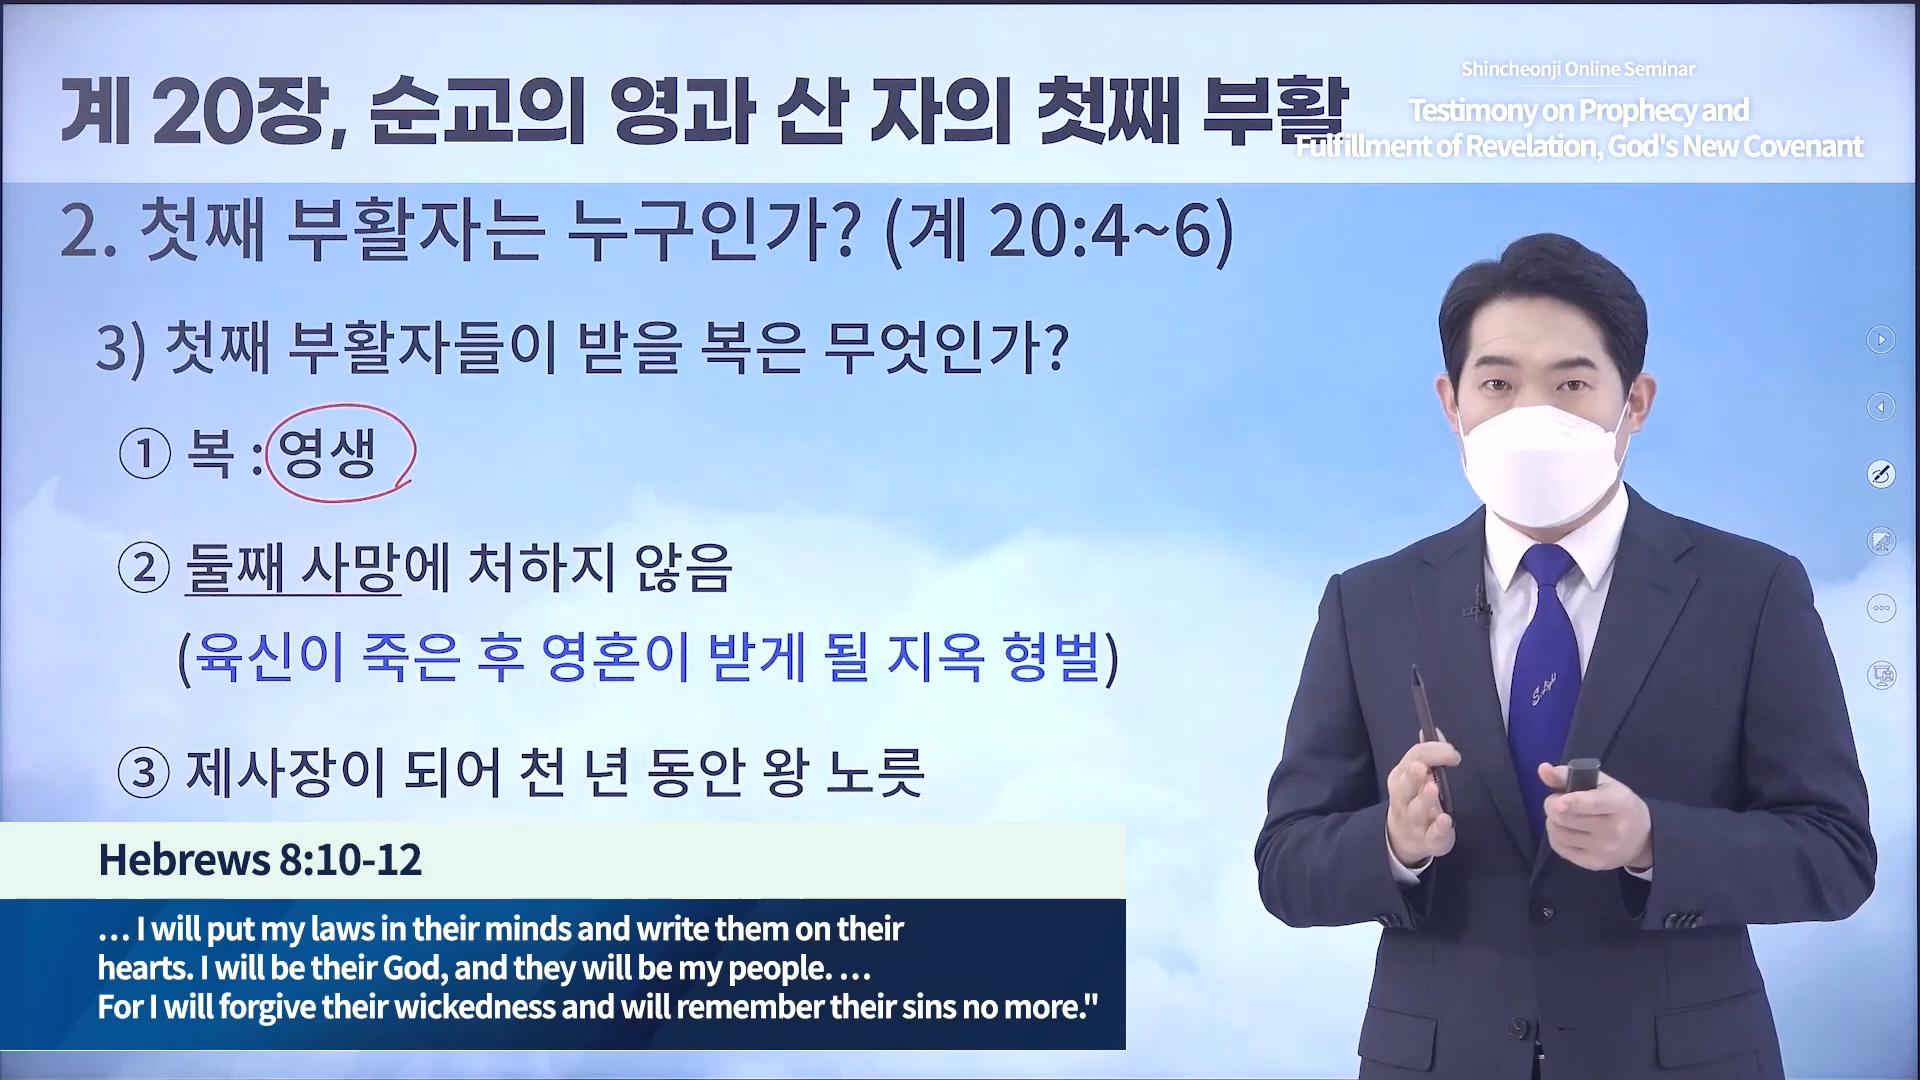 계 20장, 순교의 영과 산 자의 첫째 부활
Shincheonji Online Seminar
Testimony on Prophecy and
Fulfillment of Revelation, God's New Covenant
2. 첫째 부활자는 누구인가? (계 20:4~6)
3) 첫째 부활자들이 받을 복은 무엇인가?
① 복 : 영생
② 둘째 사망에 처하지 않음
(육신이 죽은 후 영혼이 받게 될 지옥 형벌)
③ 제사장이 되어 천 년 동안 왕 노릇
Hebrews 8:10-12
… I will put my laws in their minds and write them on their
hearts. I will be their God, and they will be my people. …
For I will forgive their wickedness and will remember their sins no more."